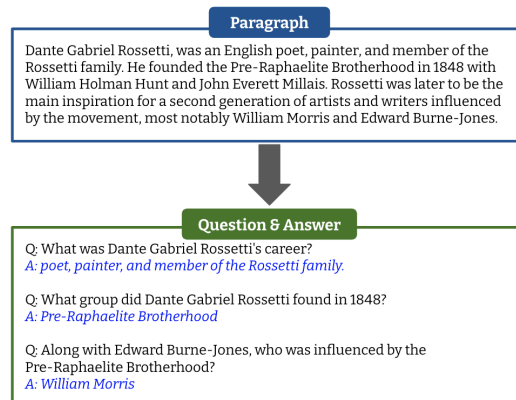 Paragraph
Dante Gabriel Rossetti, was an English poet, painter, and member of the
Rossetti family. He founded the Pre-Raphaelite Brotherhood in 1848 with
William Holman Hunt and John Everett Millais. Rossetti was later to be the
main inspiration for a second generation of artists and writers influenced
by the movement, most notably William Morris and Edward Burne-Jones.
Question & Answer
Q: What was Dante Gabriel Rossetti's career?
A: poet, painter, and member of the Rossetti family.
Q: What group did Dante Gabriel Rossetti found in 1848?
A: Pre-Raphaelite Brotherhood
Q: Along with Edward Burne-Jones, who was influenced by the
Pre-Raphaelite Brotherhood?
A: William Morris